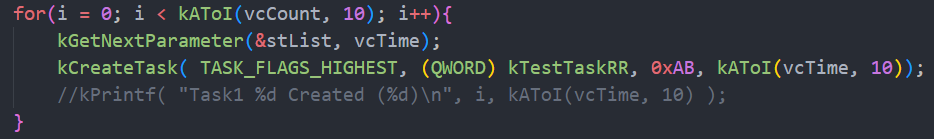 for(i = 0; i < kAToI(vcCount, 10); i++){
    kGetNextParameter(&stList, vcTime);
    kCreateTask( TASK_FLAGS_HIGHEST, (QWORD) kTestTaskRR, 0xAB, kAToI(vcTime, 10));
    //kPrintf( "Task1 %d Created (%d)\n", i, kAToI(vcTime, 10) );
}